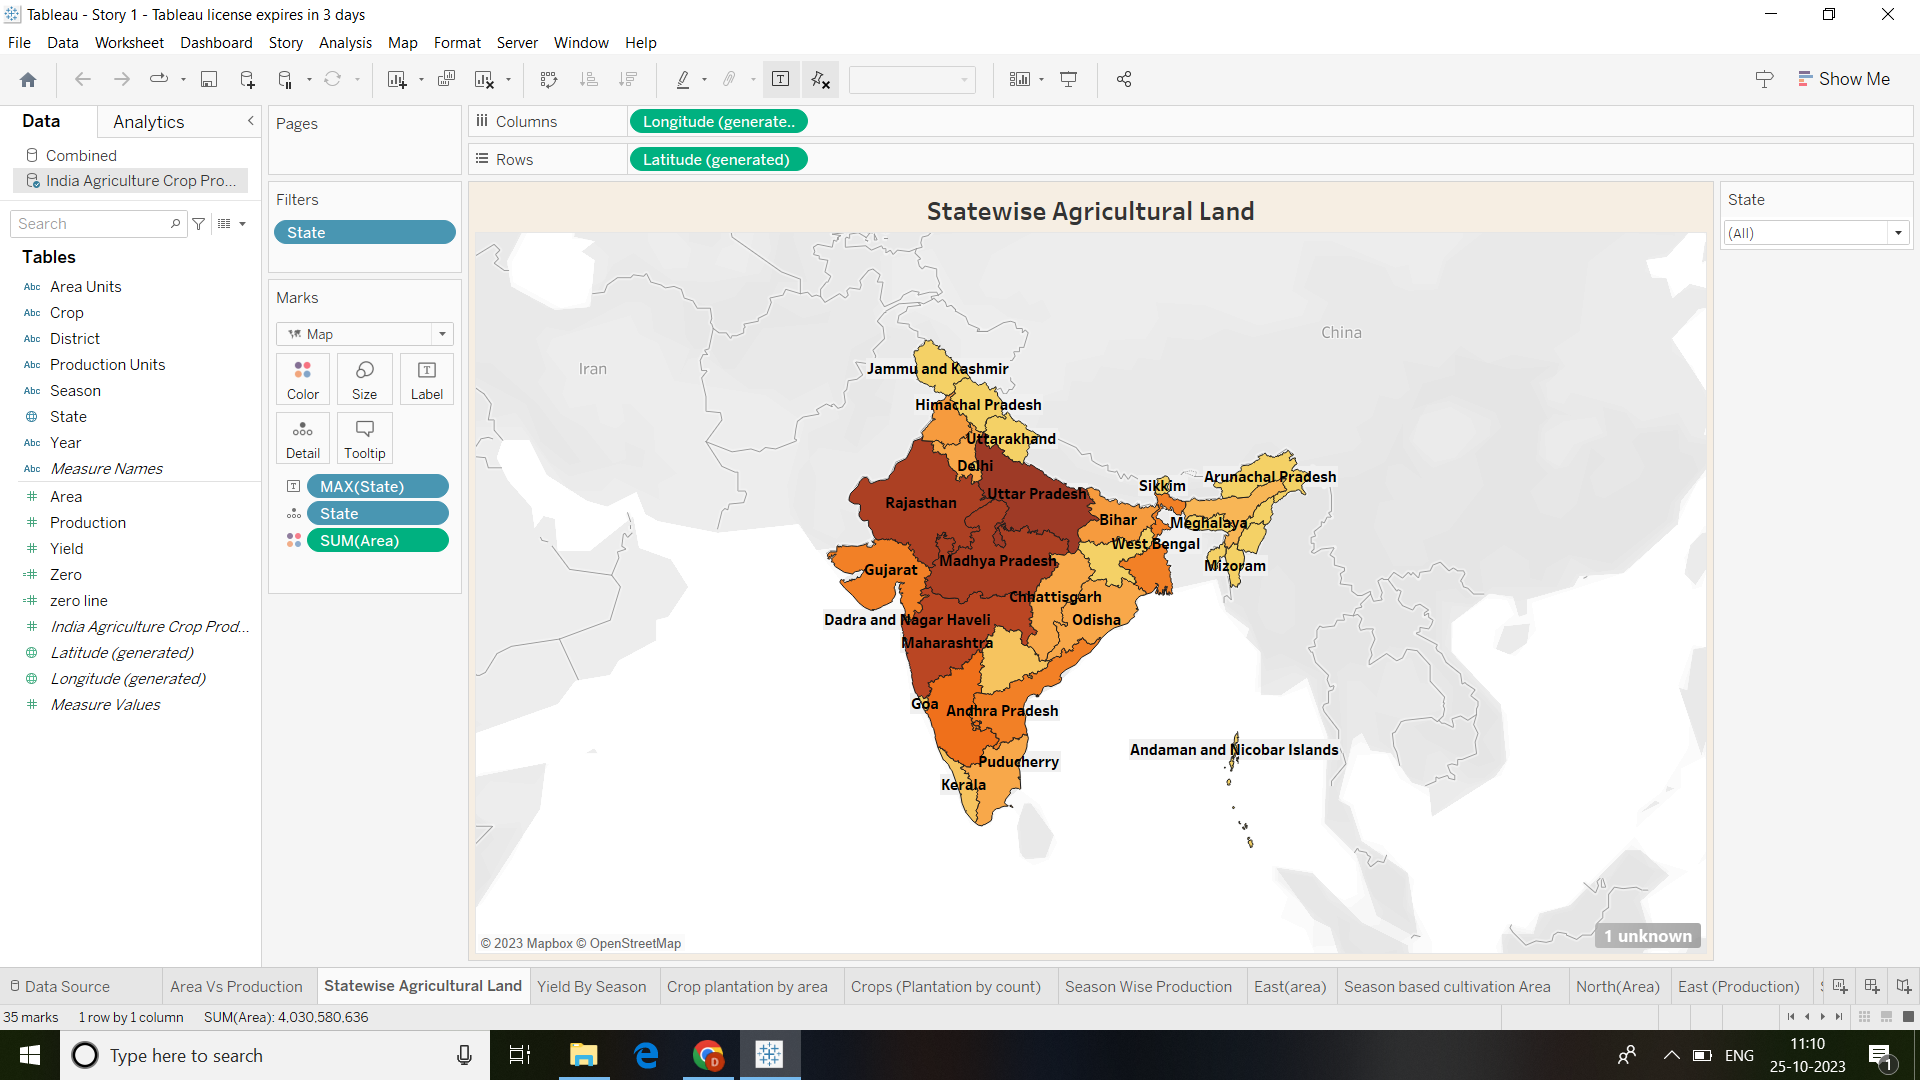 Tableau - Story 1 - Tableau license expires in 3 days
File Data Worksheet Dashboard Story Analysis Map Format Server Window Help
Show Me
Data Analytics
Combined
India Agriculture Crop Pro...
Search
Tables
Abc Area Units
Abc Crop
Abc District
Abc Production Units
Abc Season
State
Abc Year
Abc Measure Names
Area
Production
Yield
Zero
zero line
India Agriculture Crop Prod...
Latitude (generated)
Longitude (generated)
Measure Values
Pages
Filters
State
Marks
Map
Color Size Label
Detail Tooltip
MAX(State)
State
SUM(Area)
Columns Longitude (generate..
Rows Latitude (generated)
Statewise Agricultural Land
China
Iran
Jammu and Kashmir
Himachal Pradesh
Uttarakhand
Delhi
Arunachal Pradesh
Sikkim
Uttar Pradesh
Rajasthan
Bihar
Meghalaya
West Bengal
Madhya Pradesh
Mizoram
Gujarat
Chhattisgarh
Dadra and Nagar Haveli
Odisha
Maharashtra
Goa
Andhra Pradesh
Andaman and Nicobar Islands
Puducherry
Kerala
© 2023 Mapbox © OpenStreetMap
1 unknown
State
(All)
Data Source Area Vs Production Statewise Agricultural Land Yield By Season Crop plantation by area Crops (Plantation by count) Season Wise Production East(area) Season based cultivation Area North(Area) East (Production)
35 marks 1 row by 1 column SUM(Area): 4,030,580,636
Type here to search
D
ENG
11:10
25-10-2023
1